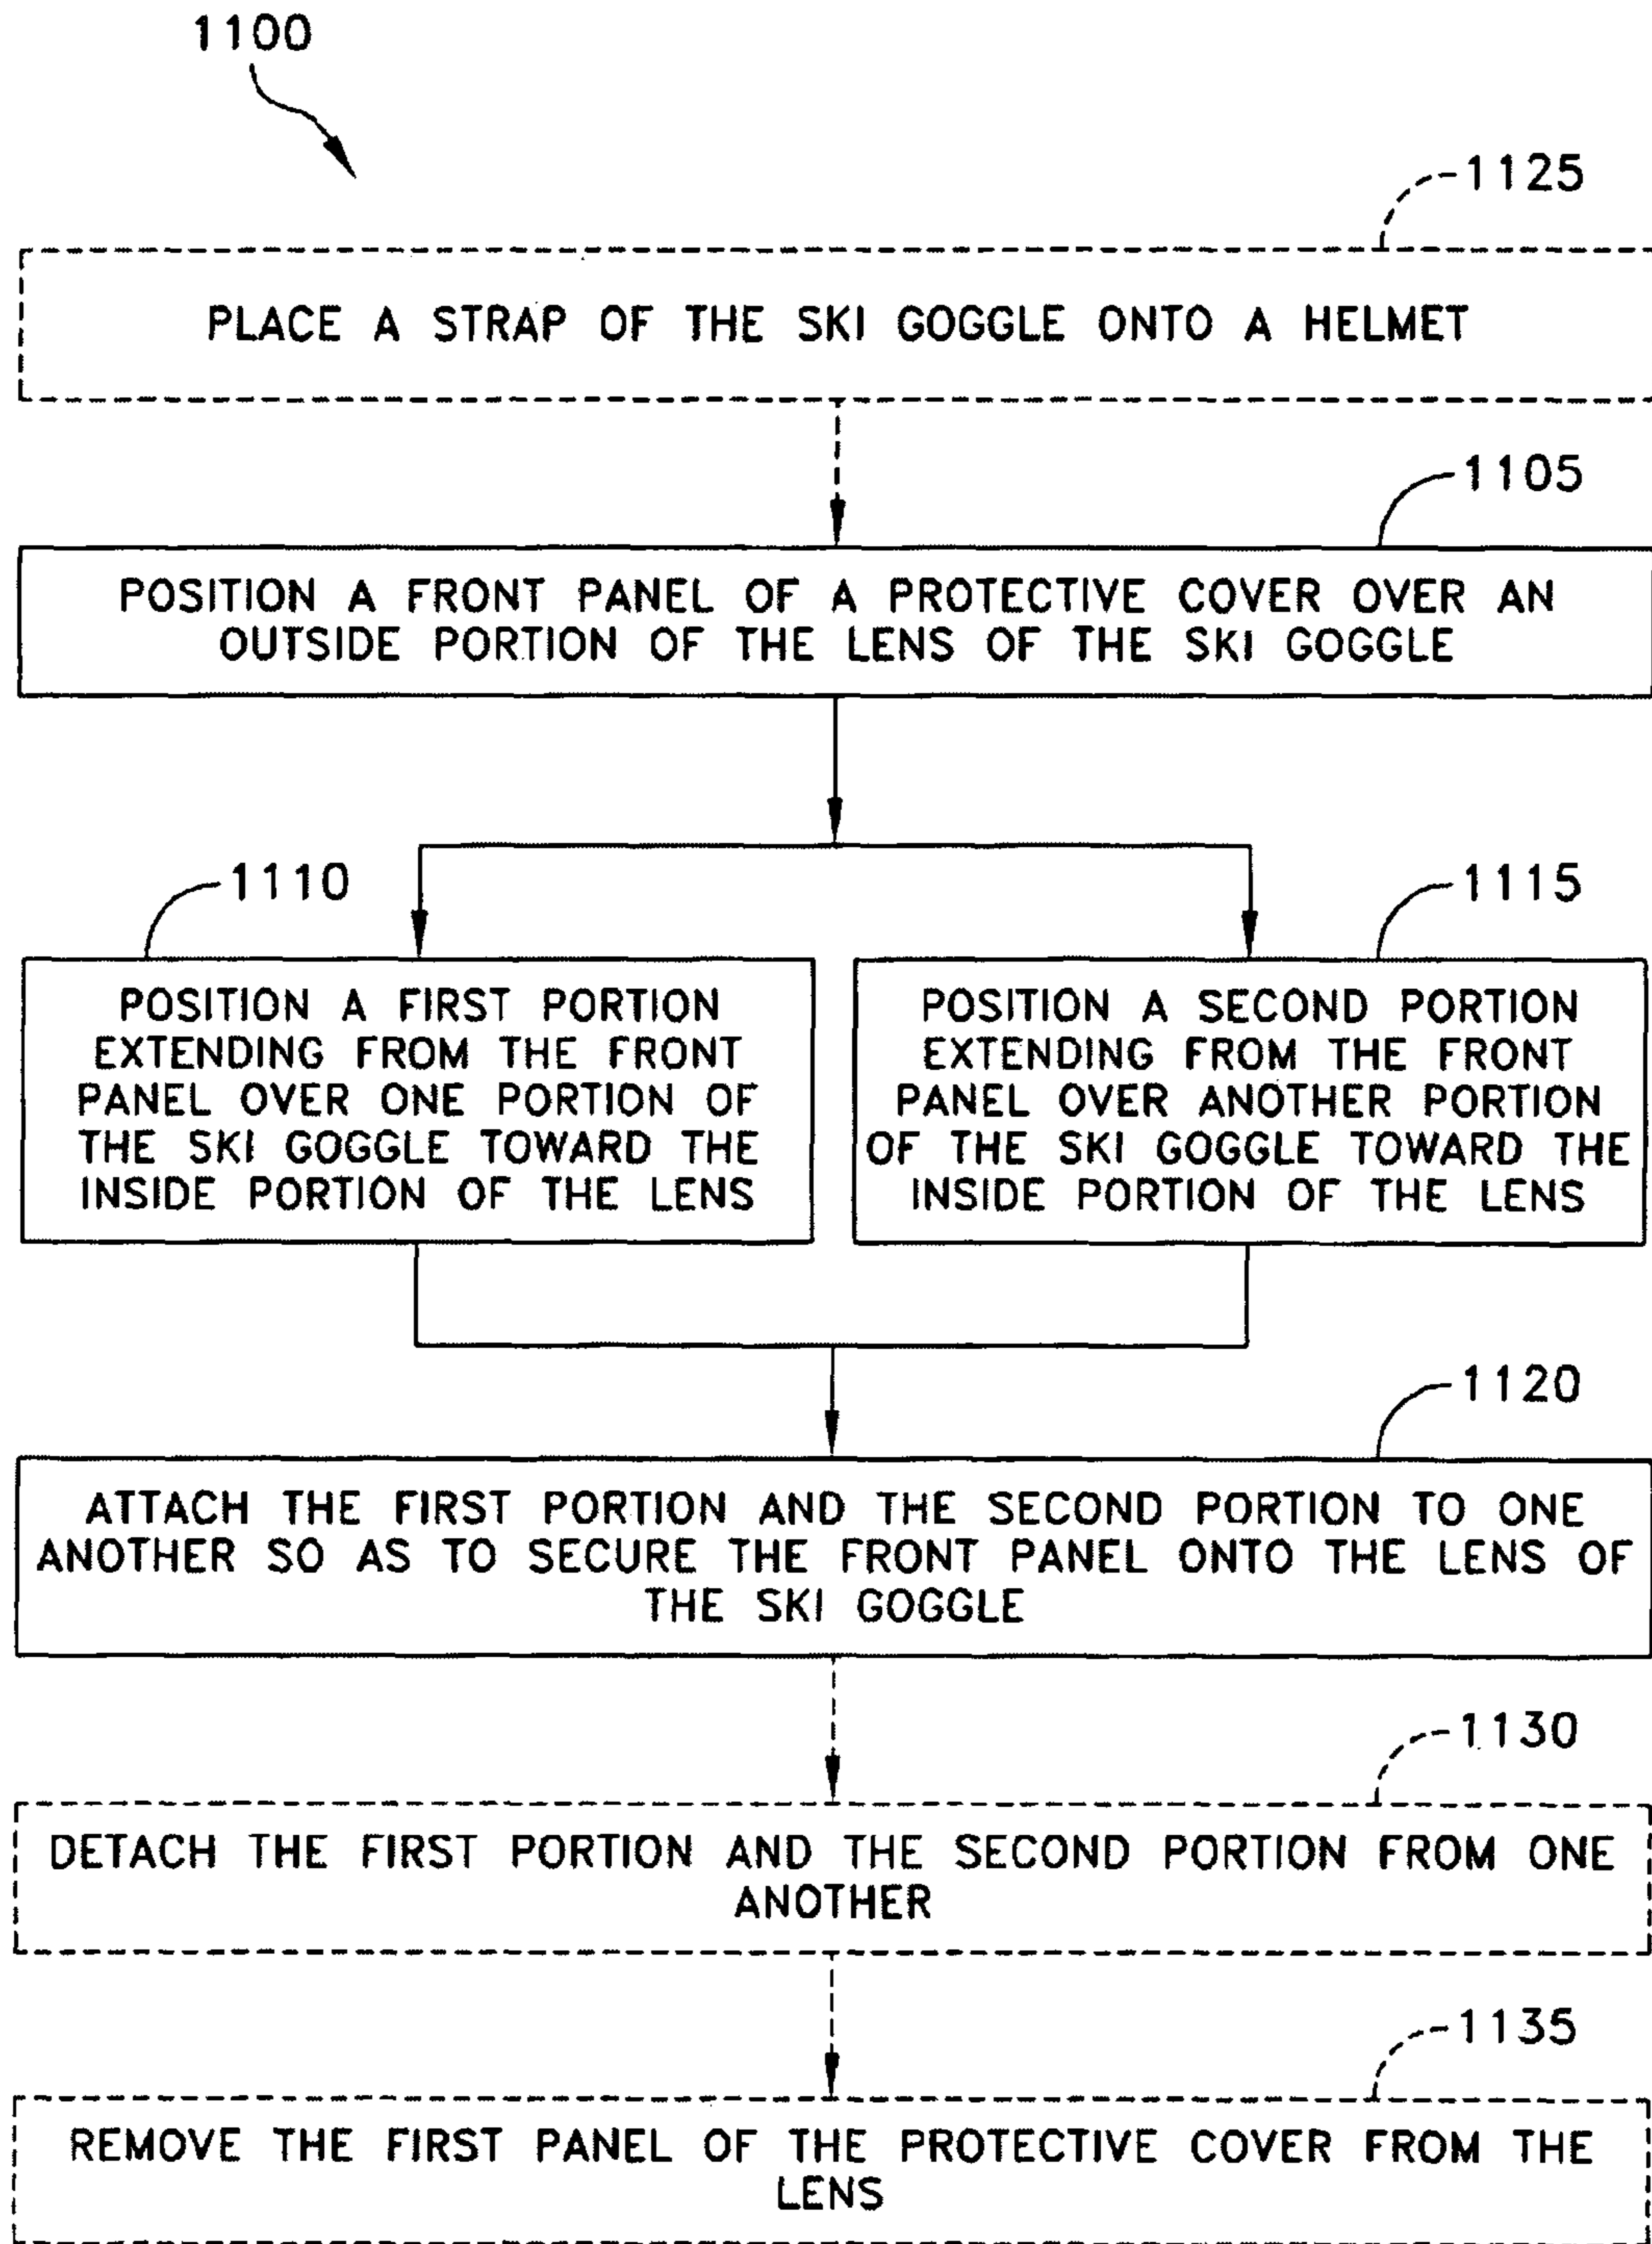 1100
1125
PLACE A STRAP OF THE SKI GOGGLE ONTO A HELMET
1105
POSITION A FRONT PANEL OF A PROTECTIVE COVER OVER AN
OUTSIDE PORTION OF THE LENS OF THE SKI GOGGLE
1110
POSITION A FIRST PORTION
EXTENDING FROM THE FRONT
PANEL OVER ONE PORTION OF
THE SKI GOGGLE TOWARD THE
INSIDE PORTION OF THE LENS
1115
POSITION A SECOND PORTION
EXTENDING FROM THE FRONT
PANEL OVER ANOTHER PORTION
OF THE SKI GOGGLE TOWARD THE
INSIDE PORTION OF THE LENS
1120
ATTACH THE FIRST PORTION AND THE SECOND PORTION TO ONE
ANOTHER SO AS TO SECURE THE FRONT PANEL ONTO THE LENS OF
THE SKI GOGGLE
1130
DETACH THE FIRST PORTION AND THE SECOND PORTION FROM ONE
ANOTHER
1135
REMOVE THE FIRST PANEL OF THE PROTECTIVE COVER FROM THE
LENS